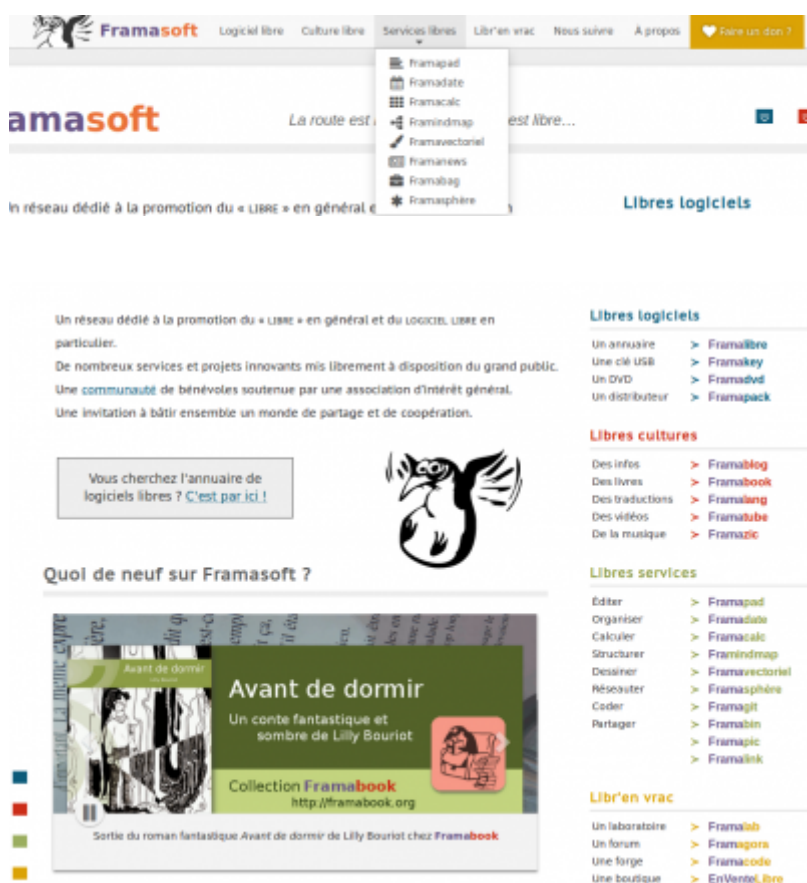 Framasoft Logiciel libre Culture libre Services libres Libr'en vrac Nous suivre À propos Faire un don ?
Framapad
Framadate
Framacalc
Framindmap
Framavectoriel
Framanews
Framabag
Framasphère
amasoft
La route est est libre…
n réseau dédié à la promotion du « LIBRE » en général e
Libres logiciels
Un réseau dédié à la promotion du « LIBRE » en général et du LOGICIEL LIBRE en
particulier.
De nombreux services et projets innovants mis librement à disposition du grand public.
Une communauté de bénévoles soutenue par une association d'intérêt général.
Une invitation à bâtir ensemble un monde de partage et de coopération.
Vous cherchez l'annuaire de
logiciels libres ? C'est par ici !
Quoi de neuf sur Framasoft ?
Avant de dormir
Avant de dormir
Un conte fantastique et
sombre de Lilly Bouriot
Collection Framabook
http://framabook.org
Sortie du roman fantastique Avant de dormir de Lilly Bouriot chez Framabook
Libres logiciels
Un annuaire > Framalibre
Une clé USB > Framakey
Un DVD > Framadvd
Un distributeur > Framapack
Libres cultures
Des infos > Framablog
Des livres > Framabook
Des traductions > Framalang
Des vidéos > Framatube
De la musique > Framazic
Libres services
Éditer > Framapad
Organiser > Framadate
Calculer > Framacalc
Structurer > Framindmap
Dessiner > Framavectoriel
Réseauter > Framasphère
Coder > Framagit
Partager > Framabin
> Framapic
> Framalink
Libr'en vrac
Un laboratoire > Framalab
Un forum > Framagora
Une forge > Framacode
Une boutique > EnVenteLibre